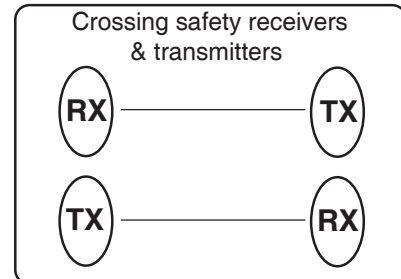 Crossing safety receivers
& transmitters
RX TX
TX RX